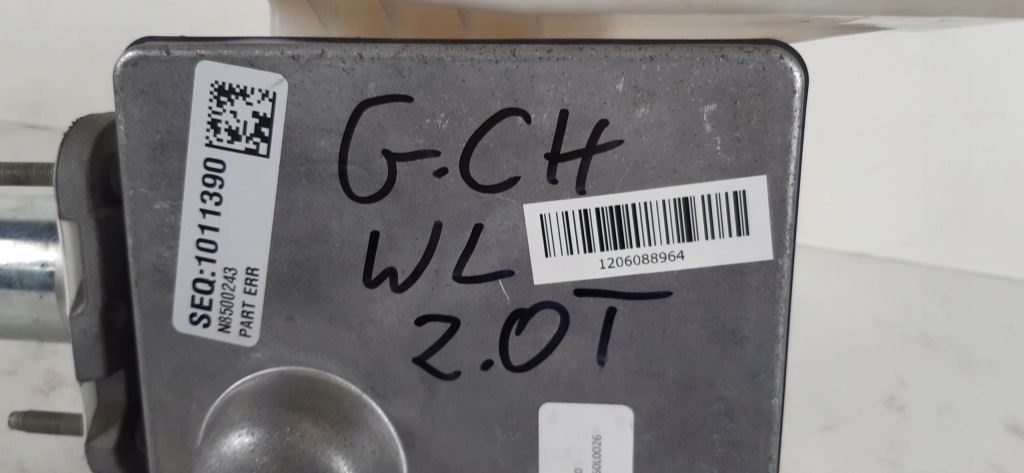 SEQ:1011390
N8500243
PART ERR
G.CH
WL
2.0T
1206088964